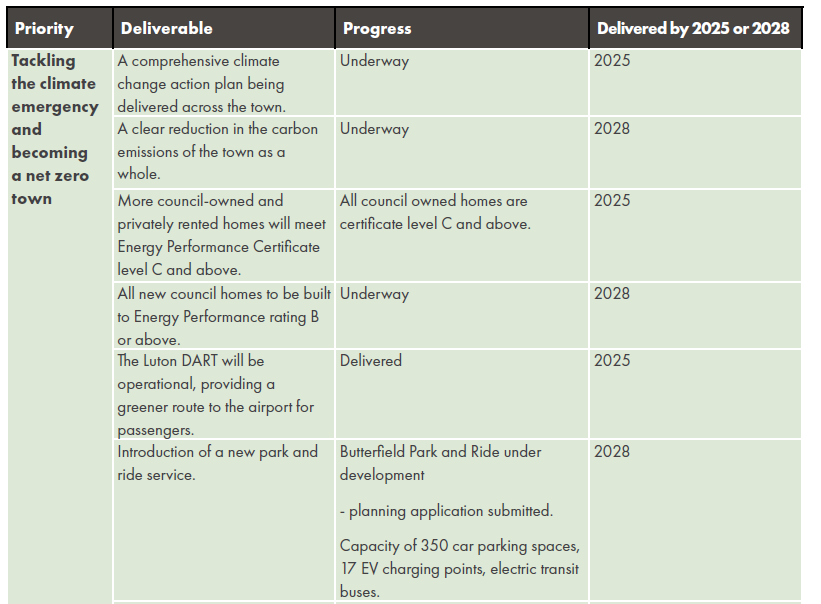 Priority
Deliverable
Progress
Delivered by 2025 or 2028
Tackling
the climate
emergency
and
becoming
a net zero
town
A comprehensive climate
change action plan being
delivered across the town.
Underway
2025
A clear reduction in the carbon
emissions of the town as a
whole.
Underway
2028
More council-owned and
privately rented homes will meet
Energy Performance Certificate
level C and above.
All council owned homes are
certificate level C and above.
2025
All new council homes to be built
to Energy Performance rating B
or above.
Underway
2028
The Luton DART will be
operational, providing a
greener route to the airport for
passengers.
Delivered
2025
Introduction of a new park and
ride service.
Butterfield Park and Ride under
development
- planning application submitted.
Capacity of 350 car parking spaces,
17 EV charging points, electric transit
buses.
2028